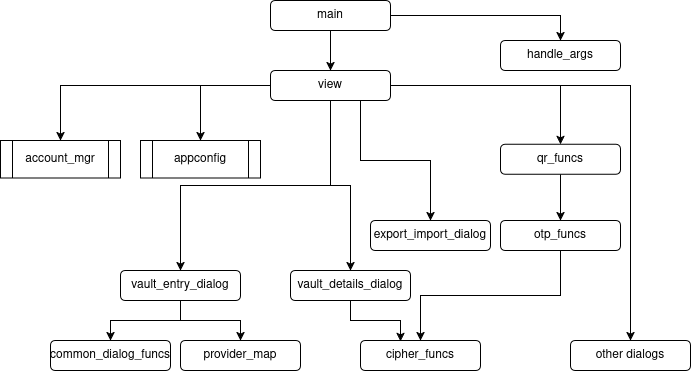 main
handle_args
view
account_mgr
appconfig
qr_funcs
export_import_dialog
otp_funcs
vault_entry_dialog
vault_details_dialog
common_dialog_funcs
provider_map
cipher_funcs
other dialogs